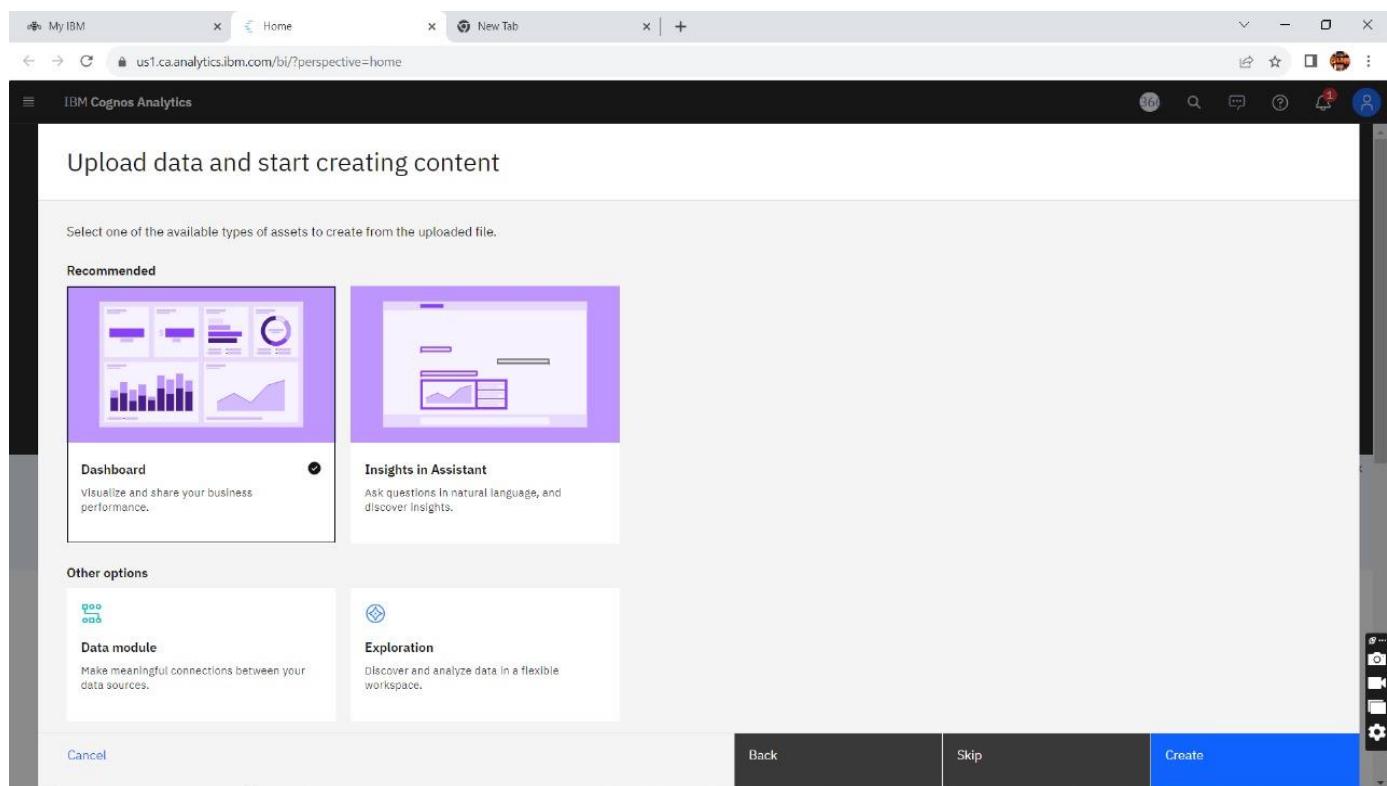 My IBM
Home
New Tab
us1.ca.analytics.ibm.com/bi/?perspective=home
IBM Cognos Analytics
1
Upload data and start creating content
Select one of the available types of assets to create from the uploaded file.
Recommended
Dashboard
Visualize and share your business
performance.
Insights in Assistant
Ask questions in natural language, and
discover insights.
Other options
Data module
Make meaningful connections between your
data sources.
Exploration
Discover and analyze data in a flexible
workspace.
Cancel
Back
Skip
Create